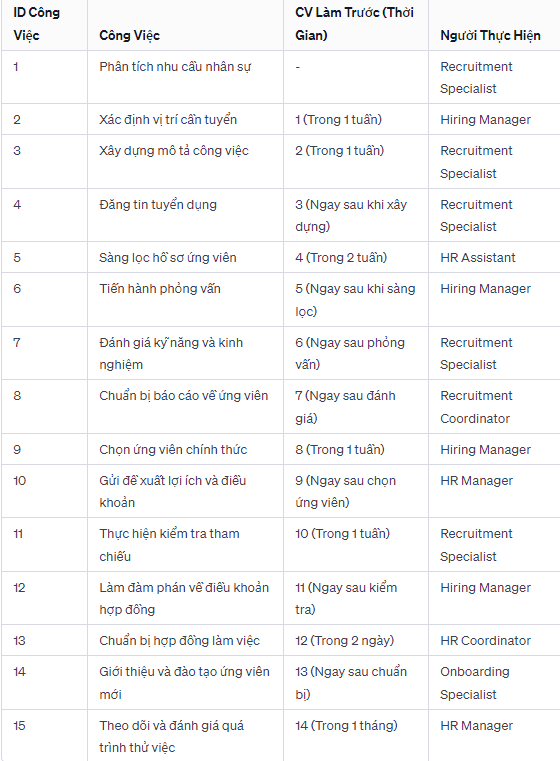 ID Công Việc Công Việc CV Làm Trước (Thời Gian) Người Thực Hiện
1 Phân tích nhu cầu nhân sự - Recruitment Specialist
2 Xác định vị trí cần tuyển 1 (Trong 1 tuần) Hiring Manager
3 Xây dựng mô tả công việc 2 (Trong 1 tuần) Recruitment Specialist
4 Đăng tin tuyển dụng 3 (Ngay sau khi xây dựng) Recruitment Specialist
5 Sàng lọc hồ sơ ứng viên 4 (Trong 2 tuần) HR Assistant
6 Tiến hành phỏng vấn 5 (Ngay sau khi sàng lọc) Hiring Manager
7 Đánh giá kỹ năng và kinh nghiệm 6 (Ngay sau phỏng vấn) Recruitment Specialist
8 Chuẩn bị báo cáo về ứng viên 7 (Ngay sau đánh giá) Recruitment Coordinator
9 Chọn ứng viên chính thức 8 (Trong 1 tuần) Hiring Manager
10 Gửi đề xuất lợi ích và điều khoản 9 (Ngay sau chọn ứng viên) HR Manager
11 Thực hiện kiểm tra tham chiếu 10 (Trong 1 tuần) Recruitment Specialist
12 Làm đàm phán về điều khoản hợp đồng 11 (Ngay sau kiểm tra) Hiring Manager
13 Chuẩn bị hợp đồng làm việc 12 (Trong 2 ngày) HR Coordinator
14 Giới thiệu và đào tạo ứng viên mới 13 (Ngay sau chuẩn bị) Onboarding Specialist
15 Theo dõi và đánh giá quá trình thử việc 14 (Trong 1 tháng) HR Manager